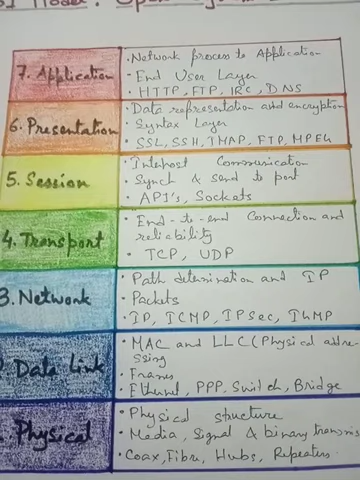 Model: Open
7. Application
• Network process to Application
• End User Layer
• HTTP, FTP, IRC, DNS
6. Presentation
• Data representation and encryption
• Syntax Layer
• SSL, SSH, IMAP, FTP, MPEG
5. Session
• Interhost Communication
• Synch & send to port
• API's, Sockets
4. Transport
• End-to-end Connection and
reliability
• TCP, UDP
3. Network
• Path determination and IP
• Packets
• IP, ICMP, IPSec, IGMP
Data Link
• MAC and LLC (Physical addre-
ssing
• Frames
• Ethernet, PPP, Switch, Bridge
Physical
• Physical structure
• Media, Signal & binary transmis
• Coax, Fibre, Hubs, Repeaters